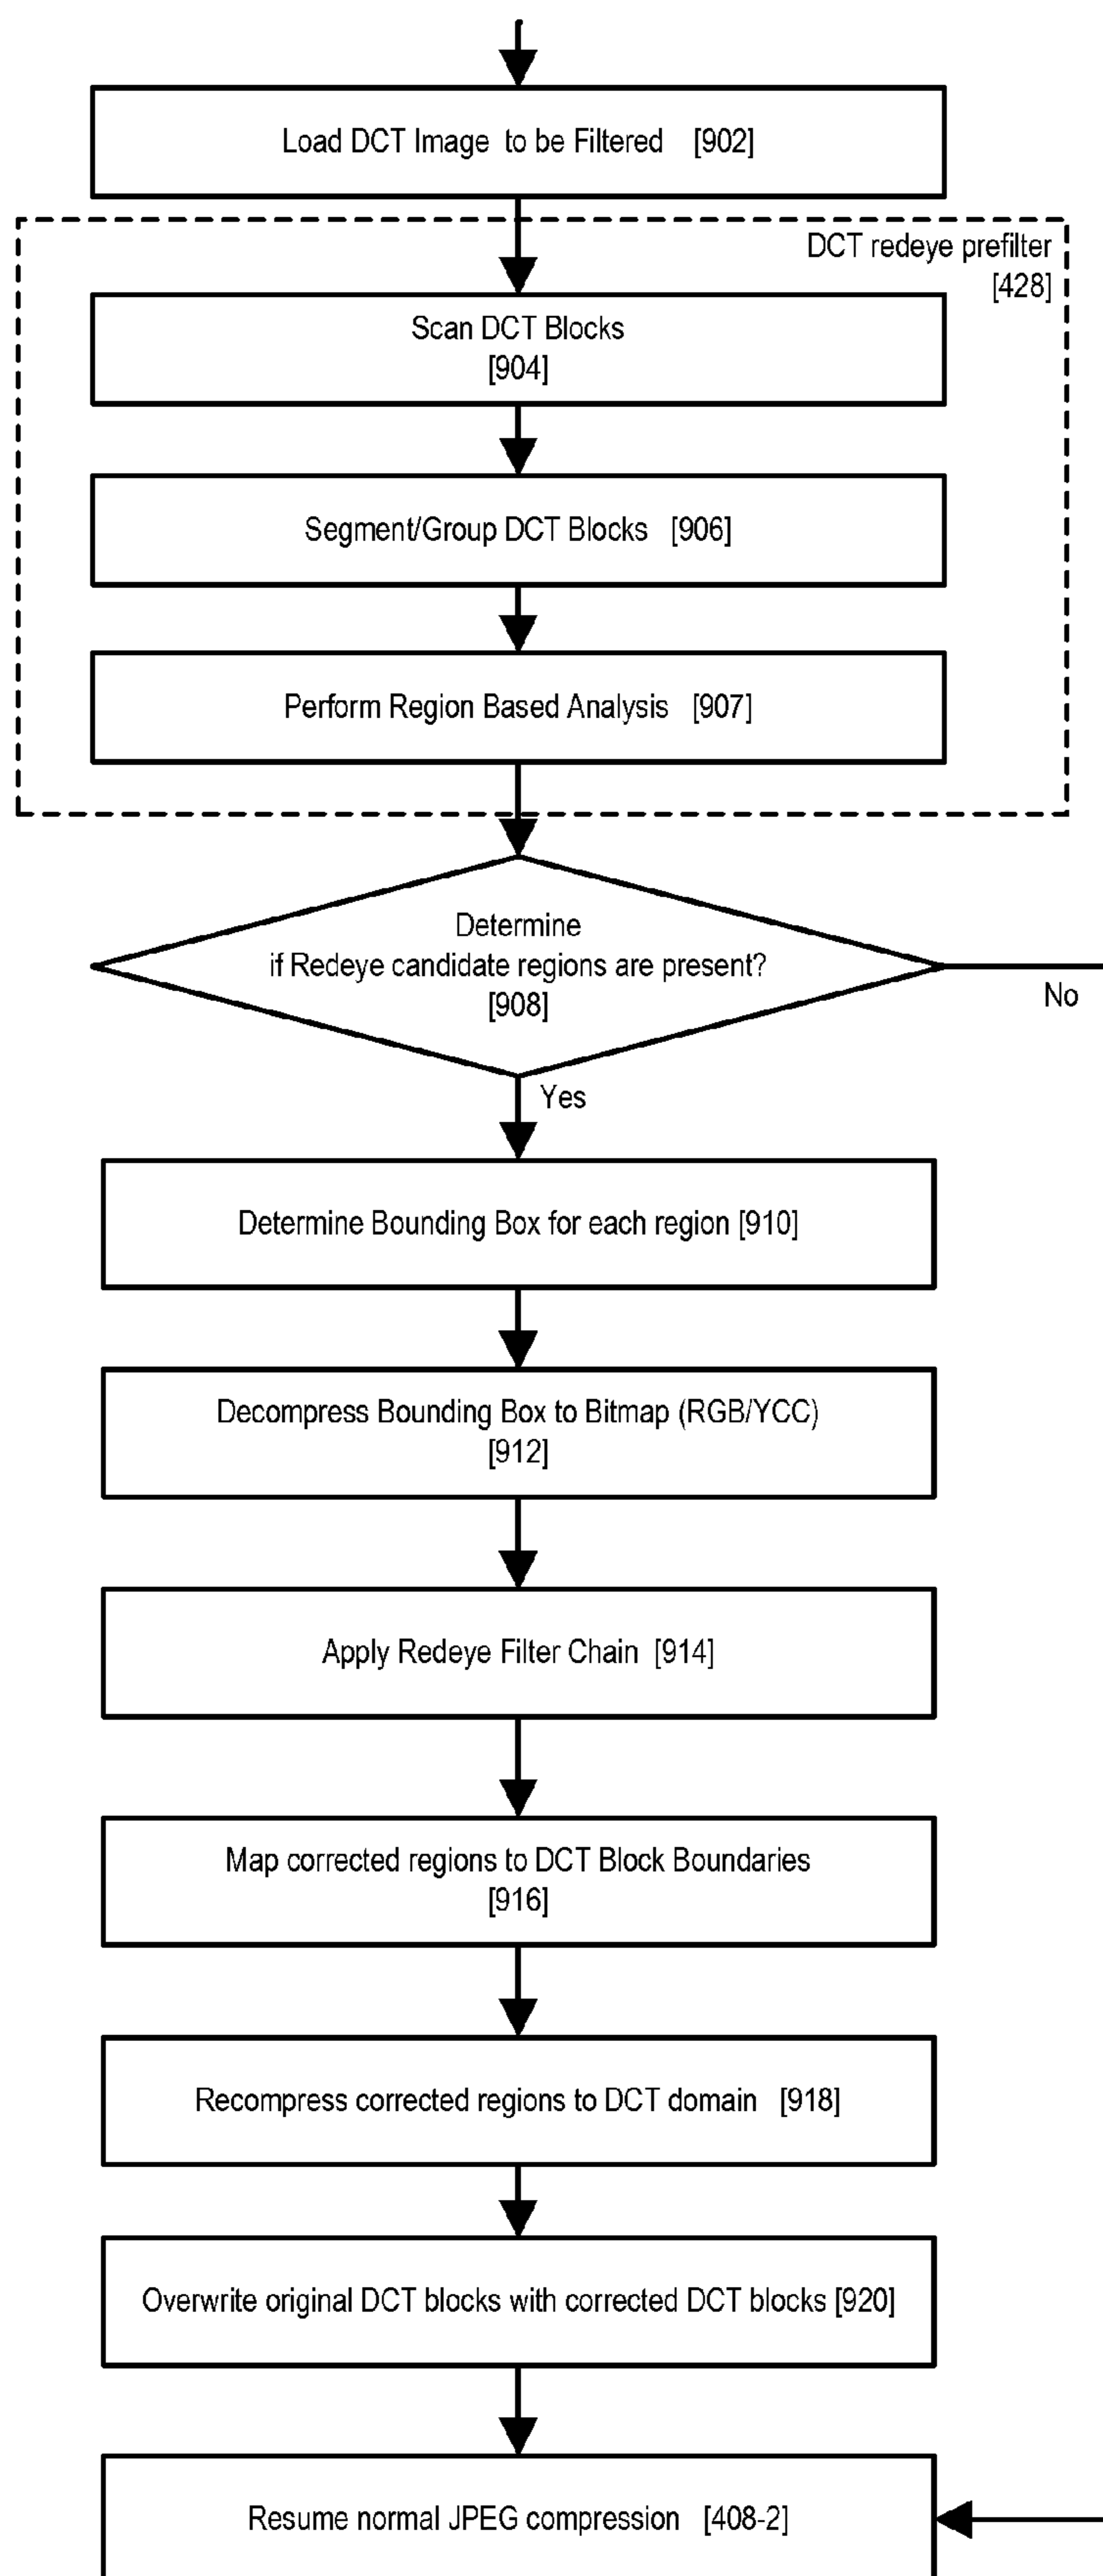 Load DCT Image to be Filtered [902]
DCT redeye prefilter
[428]
Scan DCT Blocks
[904]
Segment/Group DCT Blocks [906]
Perform Region Based Analysis [907]
Determine
if Redeye candidate regions are present?
[908]
No
Yes
Determine Bounding Box for each region [910]
Decompress Bounding Box to Bitmap (RGB/YCC)
[912]
Apply Redeye Filter Chain [914]
Map corrected regions to DCT Block Boundaries
[916]
Recompress corrected regions to DCT domain [918]
Overwrite original DCT blocks with corrected DCT blocks [920]
Resume normal JPEG compression [408-2]